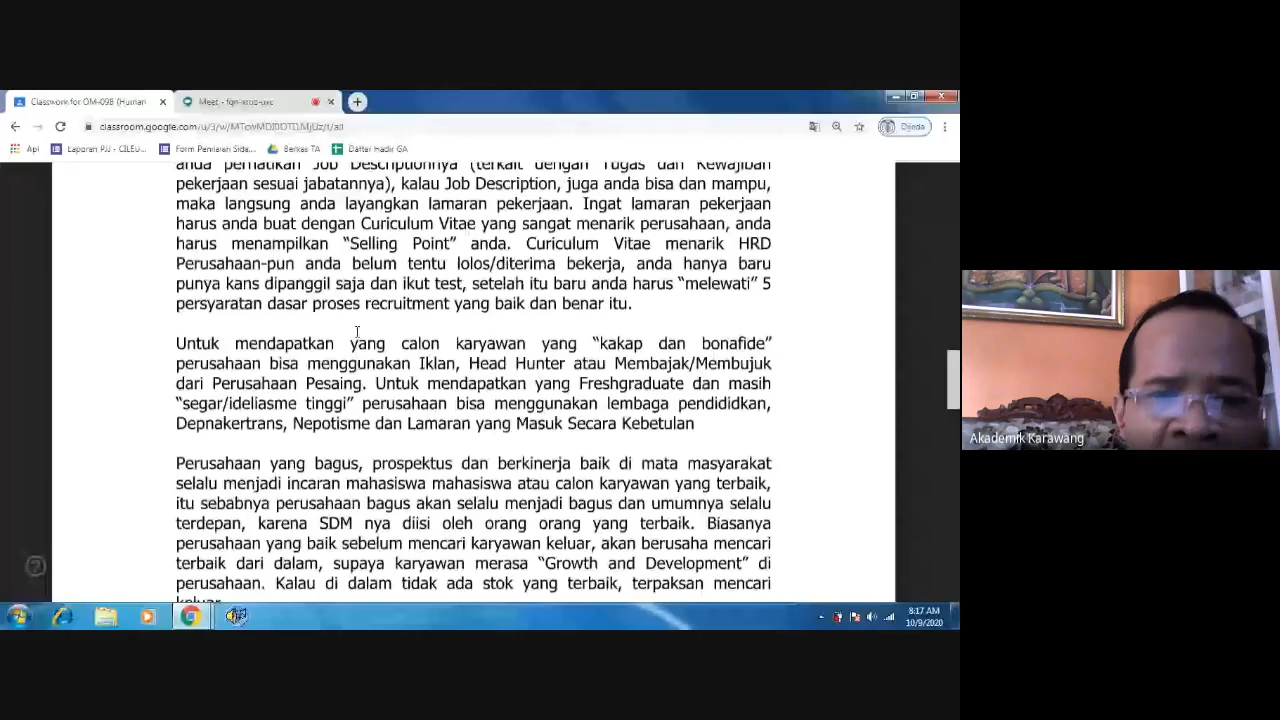 Classwork for OM-098 (Human
Meet - fqn-
classroom.google.com
Dijeda
Api
Laporan PJJ - CILEU...
Form Penilaian Sida...
Berkas TA
Daftar Hadir GA
anda perhatikan Job Descriptionnya (terkait dengan Tugas dan Kewajiban
pekerjaan sesuai jabatannya), kalau Job Description, juga anda bisa dan mampu,
maka langsung anda layangkan lamaran pekerjaan. Ingat lamaran pekerjaan
harus anda buat dengan Curiculum Vitae yang sangat menarik perusahaan, anda
harus menampilkan “Selling Point” anda. Curiculum Vitae menarik HRD
Perusahaan-pun anda belum tentu lolos/diterima bekerja, anda hanya baru
punya kans dipanggil saja dan ikut test, setelah itu baru anda harus “melewati” 5
persyaratan dasar proses recruitment yang baik dan benar itu.
Untuk mendapatkan yang calon karyawan yang “kakap dan bonafide”
perusahaan bisa menggunakan Iklan, Head Hunter atau Membajak/Membujuk
dari Perusahaan Pesaing. Untuk mendapatkan yang Freshgraduate dan masih
“segar/ideliasme tinggi” perusahaan bisa menggunakan lembaga pendididkan,
Depnakertrans, Nepotisme dan Lamaran yang Masuk Secara Kebetulan
Perusahaan yang bagus, prospektus dan berkinerja baik di mata masyarakat
selalu menjadi incaran mahasiswa mahasiswa atau calon karyawan yang terbaik,
itu sebabnya perusahaan bagus akan selalu menjadi bagus dan umumnya selalu
terdepan, karena SDM nya diisi oleh orang orang yang terbaik. Biasanya
perusahaan yang baik sebelum mencari karyawan keluar, akan berusaha mencari
terbaik dari dalam, supaya karyawan merasa “Growth and Development” di
perusahaan. Kalau di dalam tidak ada stok yang terbaik, terpaksan mencari
keluar
8:17 AM
10/9/2020
Akademik Karawang